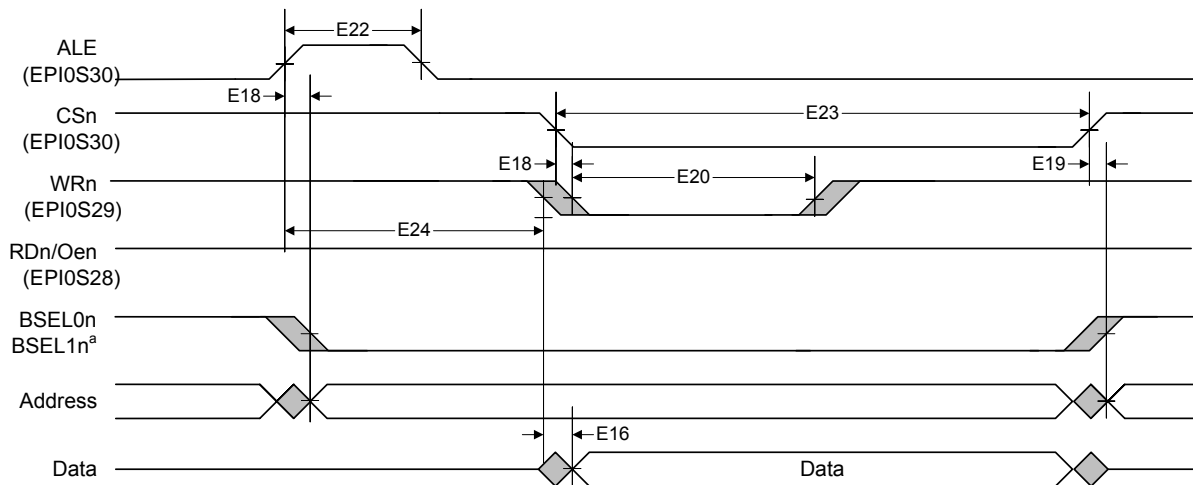 E22
ALE
(EPI0S30)
E18
CSn
(EPI0S30)
E23
E18
E20
E19
WRn
(EPI0S29)
E24
RDn/Oen
(EPI0S28)
BSEL0n
BSEL1nª
Address
E16
Data
Data